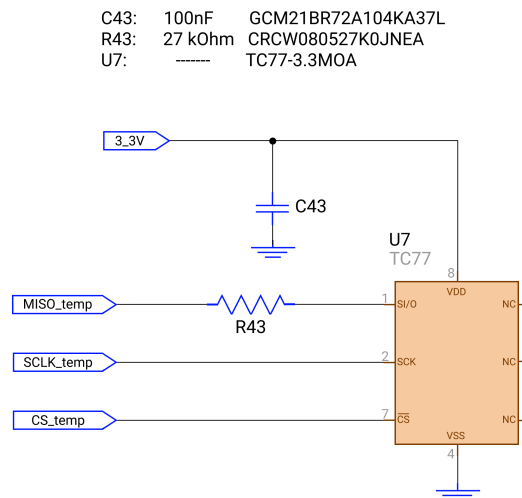 C43: 100nF GCM21BR72A104KA37L
R43: 27 kOhm CRCW080527K0JNEA
U7: ------- TC77-3.3MOA
3_3V
C43
U7
TC77
8
VDD
MISO_temp
R43
1
SI/O
NC
SCLK_temp
2
SCK
NC
CS_temp
7
CS
NC
VSS
4